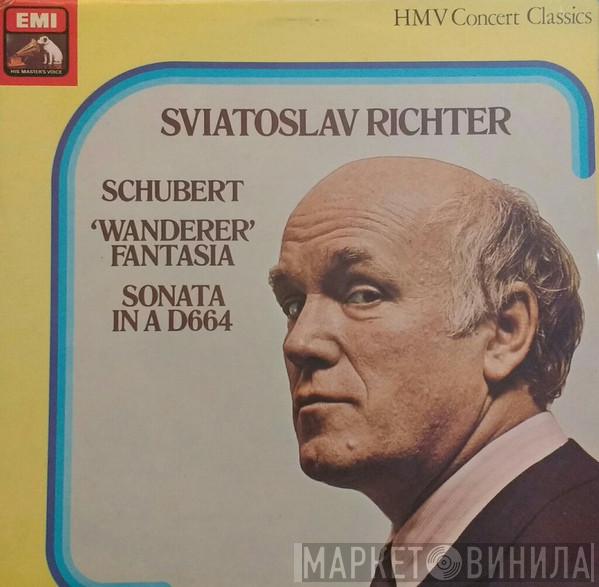 EMI
HIS MASTER'S VOICE
HMV Concert Classics
SVIATOSLAV RICHTER
SCHUBERT
‘WANDERER’
FANTASIA
SONATA
IN A D664
МАРКЕТ ВИНИЛА